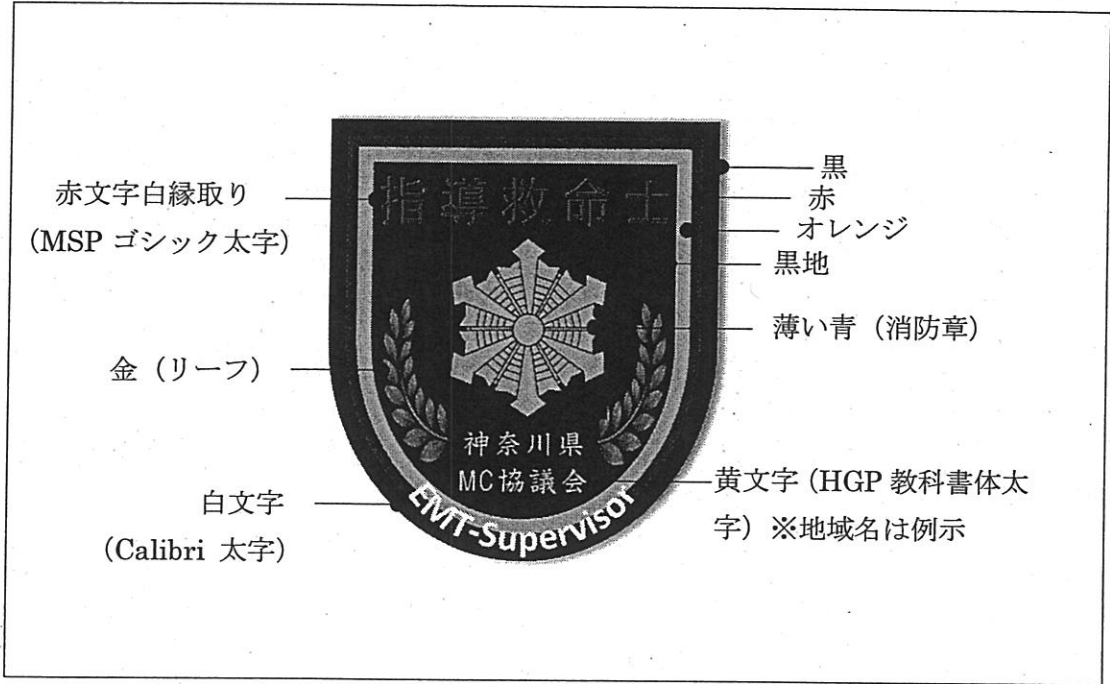 赤文字白縁取り
(MSP ゴシック太字)
金（リーフ）
白文字
(Calibri 太字)
指導救命士
神奈川県
MC協議会
EMT-Supervisor
黒
赤
オレンジ
黒地
薄い青（消防章）
黄文字（HGP 教科書体太
字）※地域名は例示